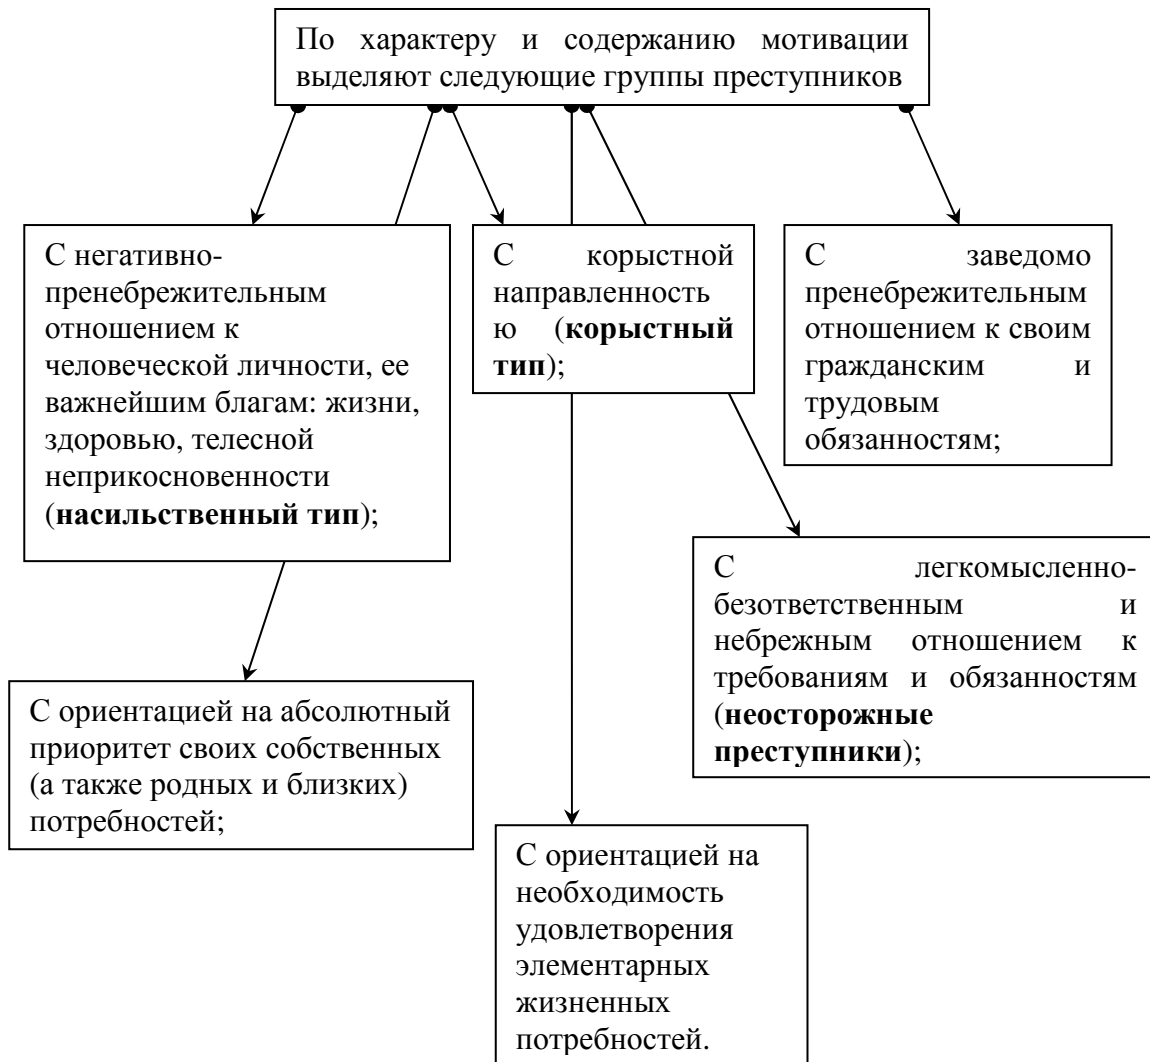 По характеру и содержанию мотивации
выделяют следующие группы преступников
С негативно-
пренебрежительным
отношением к
человеческой личности, ее
важнейшим благам: жизни,
здоровью, телесной
неприкосновенности
(насильственный тип);
С корыстной
направленность
ю (корыстный
тип);
С заведомо
пренебрежительным
отношением к своим
гражданским и
трудовым
обязанностям;
С легкомысленно-
безответственным и
небрежным отношением к
требованиям и обязанностям
(неосторожные
преступники);
С ориентацией на абсолютный
приоритет своих собственных
(а также родных и близких)
потребностей;
С ориентацией на
необходимость
удовлетворения
элементарных
жизненных
потребностей.